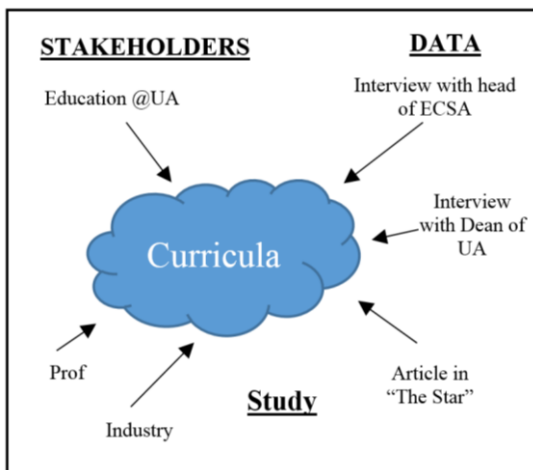 STAKEHOLDERS
DATA
Education @UA
Interview with head
of ECSA
Interview
with Dean of
UA
Curricula
Prof
Article in
“The Star”
Study
Industry